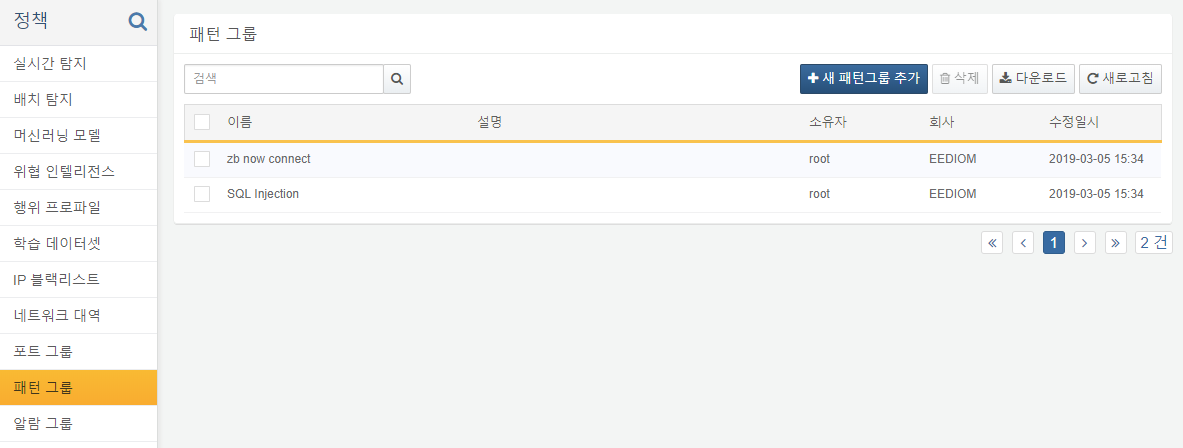 정책
실시간 탐지
배치 탐지
머신러닝 모델
위협 인텔리전스
행위 프로파일
학습 데이터셋
IP 블랙리스트
네트워크 대역
포트 그룹
패턴 그룹
알람 그룹
패턴 그룹
검색
새 패턴그룹 추가 삭제 다운로드 새로고침
이름 설명 소유자 회사 수정일시
zb now connect root EEDIOM 2019-03-05 15:34
SQL Injection root EEDIOM 2019-03-05 15:34
« ‹ 1 › » 2 건